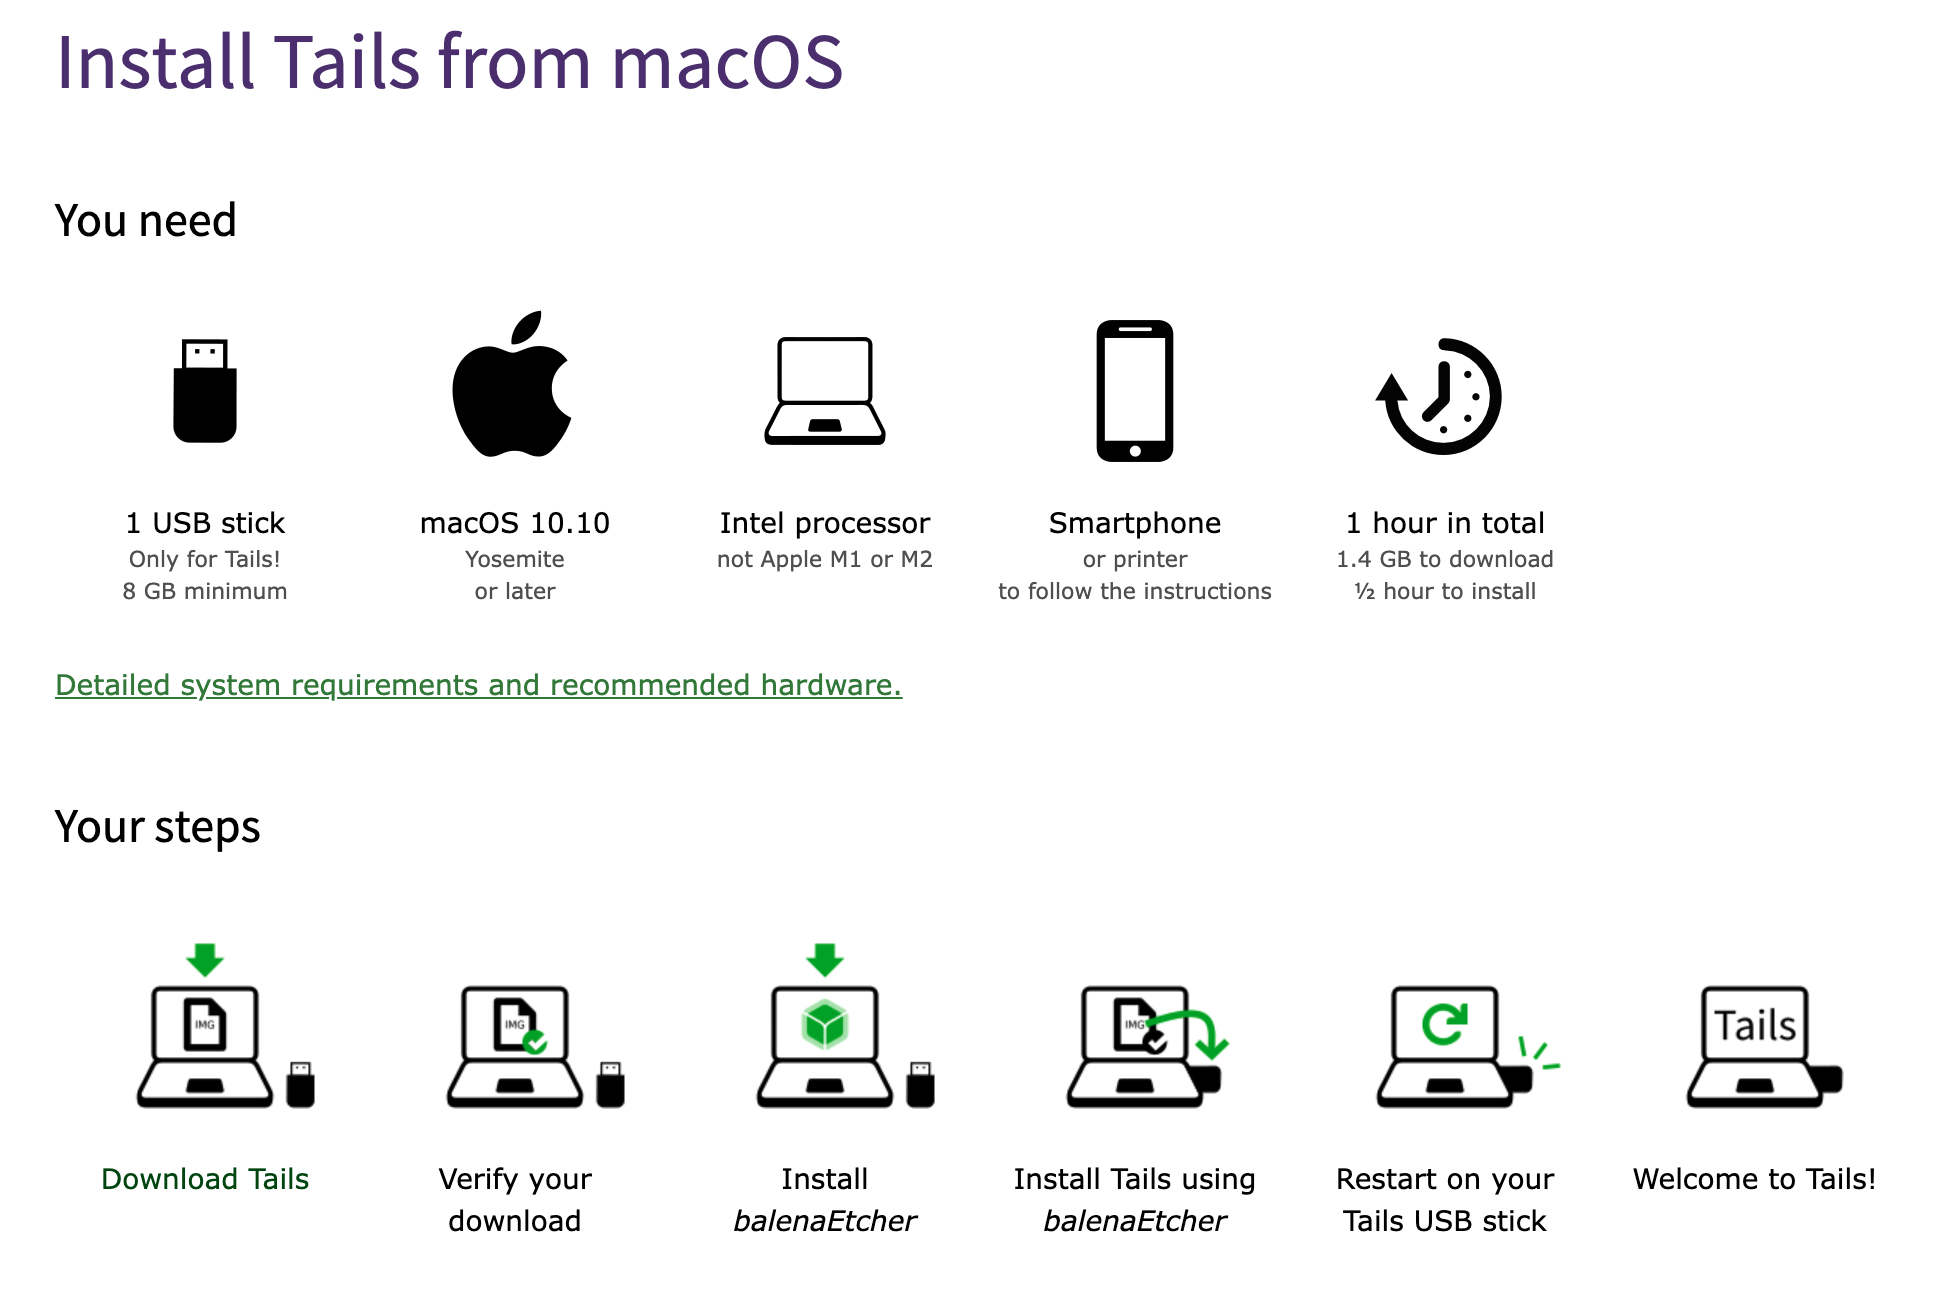 Install Tails from macOS
You need
1 USB stick
Only for Tails!
8 GB minimum
macOS 10.10
Yosemite
or later
Intel processor
not Apple M1 or M2
Smartphone
or printer
to follow the instructions
1 hour in total
1.4 GB to download
½ hour to install
Detailed system requirements and recommended hardware.
Your steps
IMG
Download Tails
IMG
Verify your
download
Install
balenaEtcher
IMG
Install Tails using
balenaEtcher
Restart on your
Tails USB stick
Tails
Welcome to Tails!